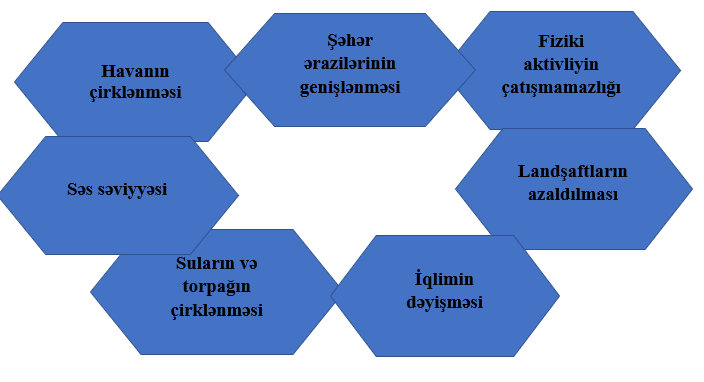 Havanın
çirklənməsi
Şəhər
ərazilərinin
genişlənməsi
Fiziki
aktivliyin
çatışmamazlığı
Səs səviyyəsi
Landşaftların
azaldılması
Suların və
torpağın
çirklənməsi
İqlimin
dəyişməsi